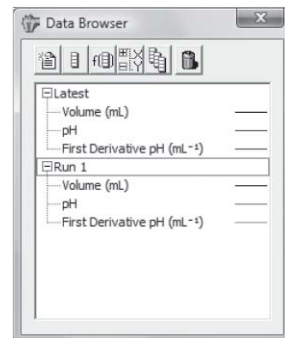 Data Browser
Latest
Volume (mL)
pH
First Derivative pH (mL⁻¹)
Run 1
Volume (mL)
pH
First Derivative pH (mL⁻¹)